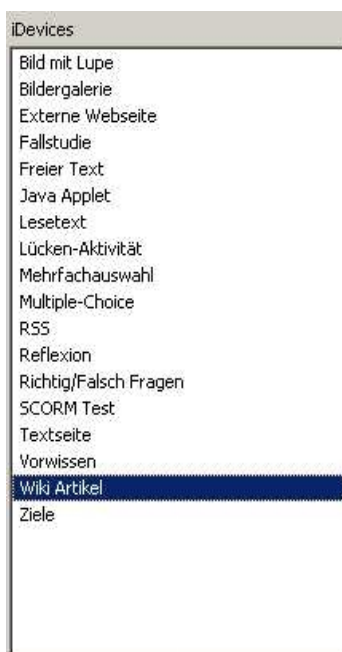 iDevices
Bild mit Lupe
Bildergalerie
Externe Webseite
Fallstudie
Freier Text
Java Applet
Lesetext
Lücken-Aktivität
Mehrfachauswahl
Multiple-Choice
RSS
Reflexion
Richtig/Falsch Fragen
SCORM Test
Textseite
Vorwissen
Wiki Artikel
Ziele